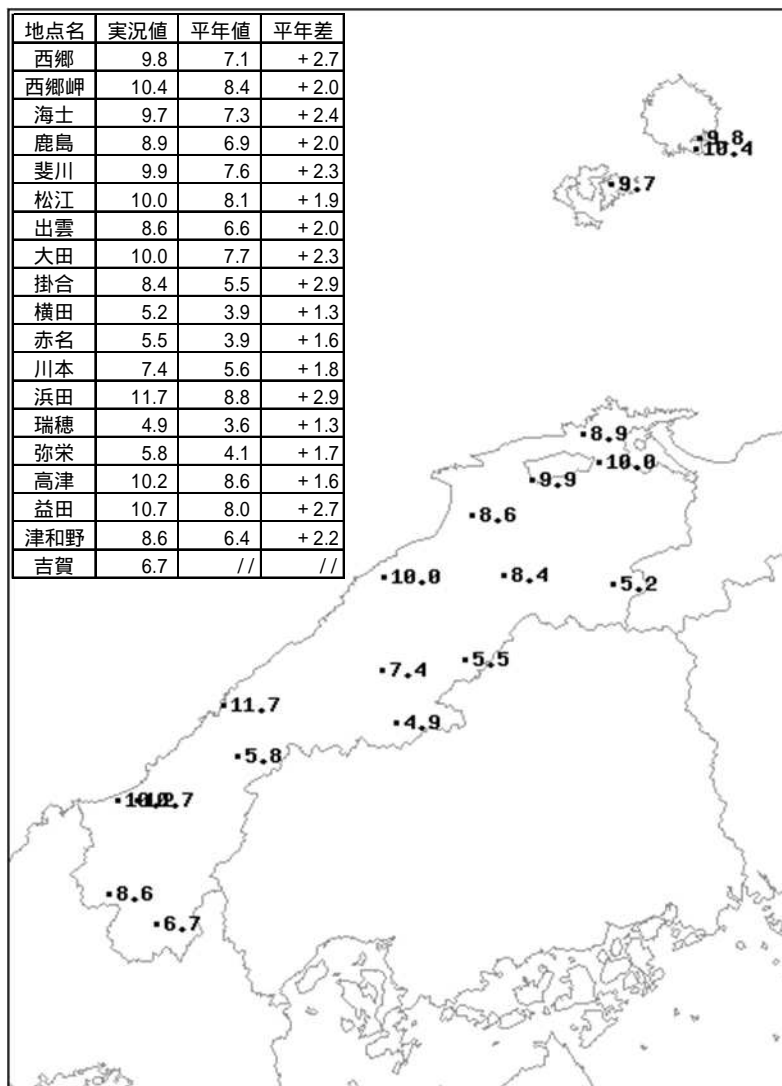 地点名 実況値 平年値 平年差
西郷 9.8 7.1 +2.7
西郷岬 10.4 8.4 +2.0
海士 9.7 7.3 +2.4
鹿島 8.9 6.9 +2.0
斐川 9.9 7.6 +2.3
松江 10.0 8.1 +1.9
出雲 8.6 6.6 +2.0
大田 10.0 7.7 +2.3
掛合 8.4 5.5 +2.9
横田 5.2 3.9 +1.3
赤名 5.5 3.9 +1.6
川本 7.4 5.6 +1.8
浜田 11.7 8.8 +2.9
瑞穂 4.9 3.6 +1.3
弥栄 5.8 4.1 +1.7
高津 10.2 8.6 +1.6
益田 10.7 8.0 +2.7
津和野 8.6 6.4 +2.2
吉賀 6.7 // //
9.8
10.4
9.7
8.9
10.0
9.9
8.6
10.0
8.4
5.2
5.5
7.4
11.7
4.9
5.8
8.6
6.7